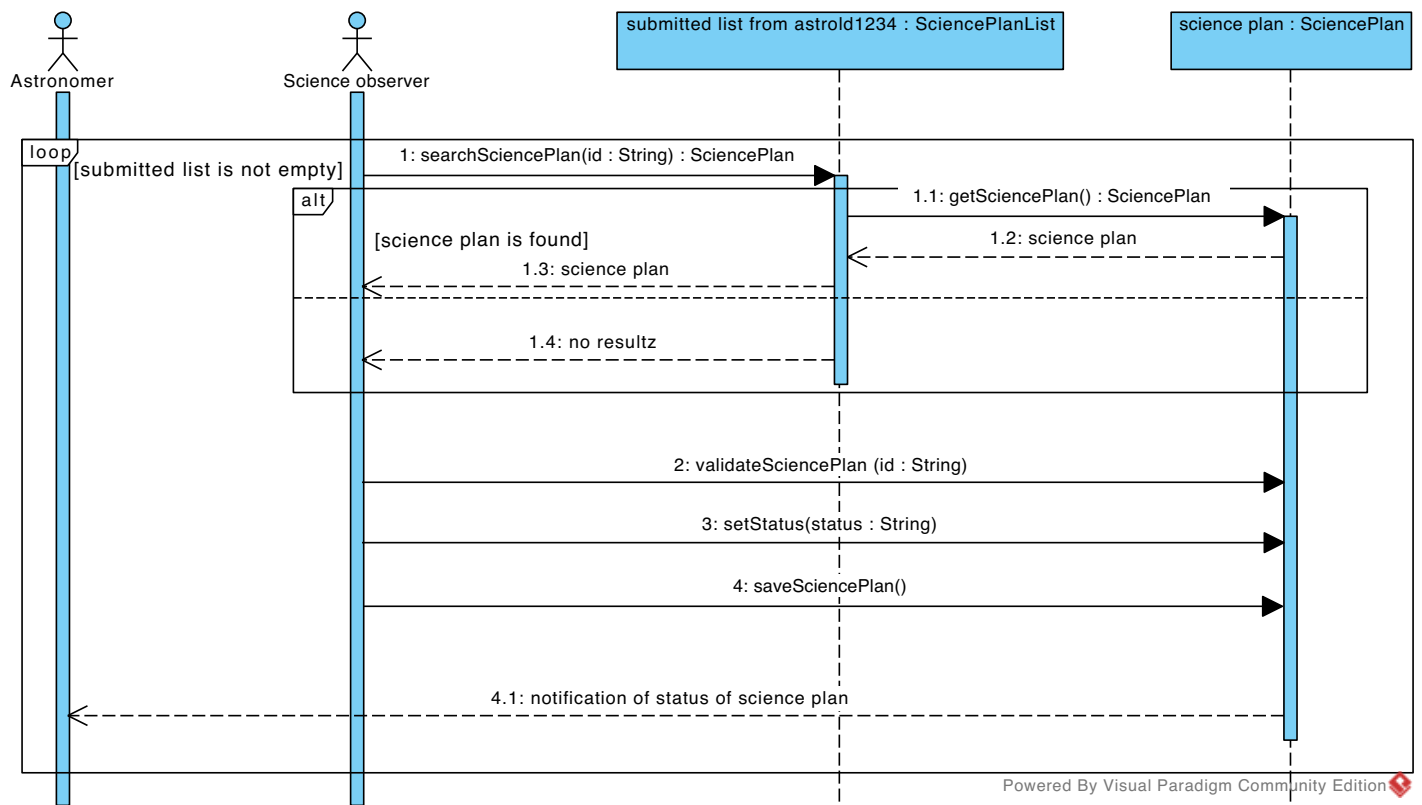 submitted list from astrold1234 : SciencePlanList
science plan : SciencePlan
Astronomer
Science observer
loop
[submitted list is not empty]
1: searchSciencePlan(id : String) : SciencePlan
alt
1.1: getSciencePlan() : SciencePlan
[science plan is found]
1.2: science plan
1.3: science plan
1.4: no resultz
2: validateSciencePlan (id : String)
3: setStatus(status : String)
4: saveSciencePlan()
4.1: notification of status of science plan
Powered By Visual Paradigm Community Edition